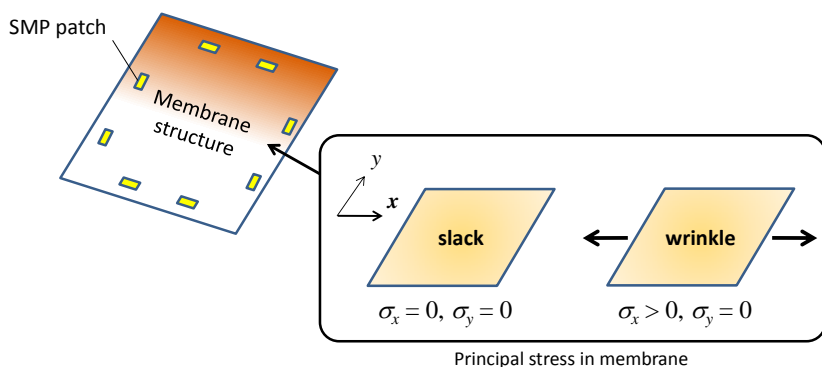 SMP patch
Membrane
structure
y
x
slack
wrinkle
σx = 0, σy = 0
σx > 0, σy = 0
Principal stress in membrane